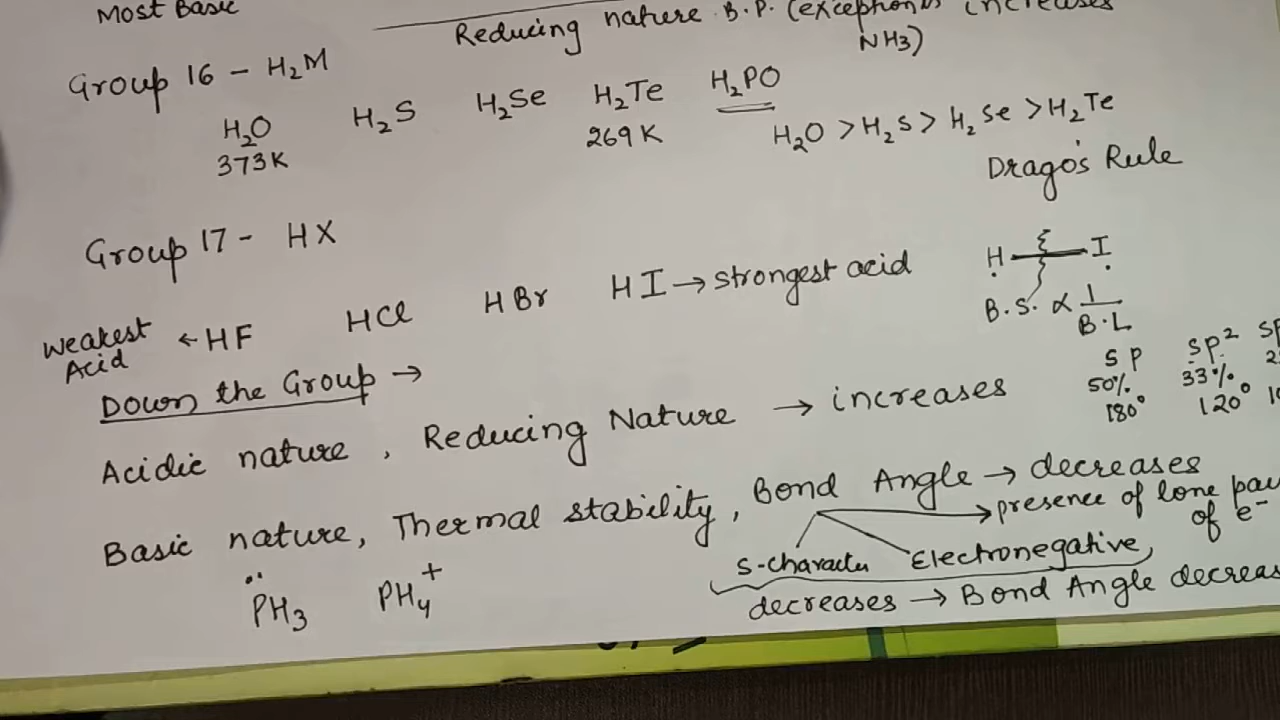 Most Basic
Reducing nature B.P. (exception is increases
NH3)
Group 16 - H₂M
H₂O H₂S H₂Se H₂Te H₂PO
373K 269K H₂O > H₂S > H₂Se > H₂Te
Drago's Rule
Group 17 - HX
Weakest Acid ← HF HCl HBr HI → strongest acid
H I
B.S. ∝ 1/B.L
Down the Group →
SP SP²
50% 33%
180° 120°
Acidic nature, Reducing Nature → increases
Basic nature, Thermal stability, Bond Angle → decreases
presence of lone
of e⁻
S-character Electronegative
decreases → Bond Angle
PH₃ PH₄⁺